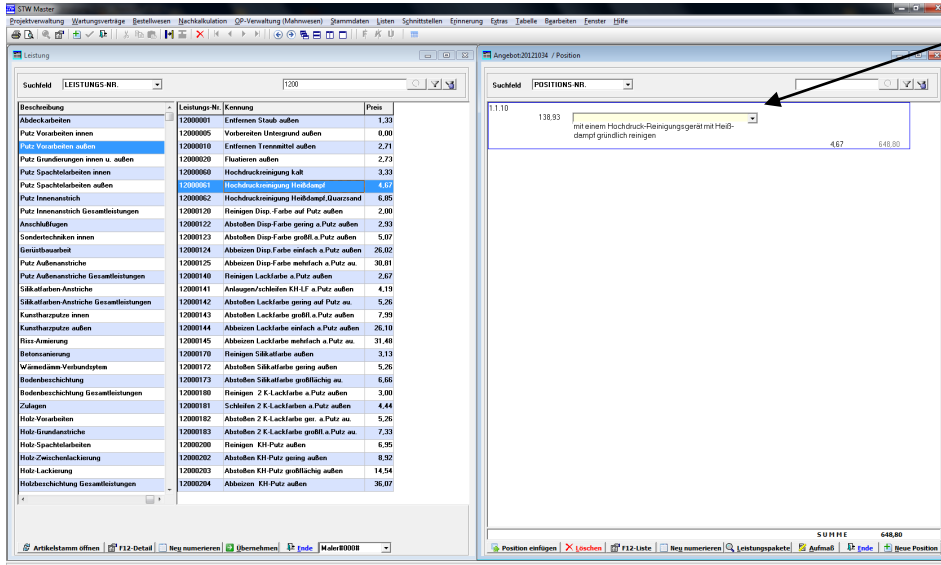 STW Master
Projektverwaltung Wartungsverträge Bestellwesen Nachkalkulation OP-Verwaltung (Mahnwesen) Stammdaten Listen Schnittstellen Erinnerung Extras Tabelle Bearbeiten Fenster Hilfe
F K U
Leistung
Suchfeld LEISTUNGS-NR. 1200
Beschreibung Leistungs-Nr. Kennung Preis
Abdeckarbeiten 12000001 Entfernen Staub außen 1,33
Putz Vorarbeiten innen 12000005 Vorbereiten Untergrund außen 0,00
Putz Vorarbeiten außen 12000010 Entfernen Trennmittel außen 2,71
Putz Grundierungen innen u. außen 12000020 Fluatieren außen 2,73
Putz Spachtelarbeiten innen 12000060 Hochdruckreinigung kalt 3,33
Putz Spachtelarbeiten außen 12000061 Hochdruckreinigung Heißdampf 4,67
Putz Innenanstrich 12000062 Hochdruckreinigung Heißdampf,Quarzsand 6,85
Putz Innenanstrich Gesamtleistungen 12000120 Reinigen Disp.-Farbe auf Putz außen 2,00
Anschlußfugen 12000122 Abstoßen Disp-Farbe gering a.Putz außen 2,93
Sondertechniken innen 12000123 Abstoßen Disp-Farbe großfl.a.Putz außen 5,07
Gerüstbauarbeit 12000124 Abbeizen Disp.Farbe einfach a.Putz außen 26,02
Putz Außenanstriche 12000125 Abbeizen Disp-Farbe mehrfach a.Putz au. 30,81
Putz Außenanstriche Gesamtleistungen 12000140 Reinigen Lackfarbe a.Putz außen 2,67
Silikatfarben-Anstriche 12000141 Anlaugen/schleifen KH-LF a.Putz außen 4,19
Silikatfarben-Anstriche Gesamtleistungen 12000142 Abstoßen Lackfarbe gering auf Putz au. 5,26
Kunstharzputze innen 12000143 Abstoßen Lackfarbe großfl.a.Putz außen 7,99
Kunstharzputze außen 12000144 Abbeizen Lackfarbe einfach a.Putz außen 26,10
Riss-Armierung 12000145 Abbeizen Lackfarbe mehrfach a.Putz au. 31,48
Betonsanierung 12000170 Reinigen Silikatfarbe außen 3,13
Wärmedämm-Verbundsytem 12000172 Abstoßen Silikatfarbe gering außen 5,26
Bodenbeschichtung 12000173 Abstoßen Silikatfarbe großflächig au. 6,66
Bodenbeschichtung Gesamtleistungen 12000180 Reinigen 2 K-Lackfarbe a.Putz außen 3,00
Zulagen 12000181 Schleifen 2 K-Lackfarben a.Putz außen 4,44
Holz-Vorarbeiten 12000182 Abstoßen 2 K-Lackfarbe ger. a.Putz au. 5,26
Holz-Grundanstriche 12000183 Abstoßen 2 K-Lackfarbe großfl.a.Putz au. 7,33
Holz-Spachtelarbeiten 12000200 Reinigen KH-Putz außen 6,95
Holz-Zwischenlackierung 12000202 Abstoßen KH-Putz gering außen 8,92
Holz-Lackierung 12000203 Abstoßen KH-Putz großflächig außen 14,54
Holzbeschichtung Gesamtleistungen 12000204 Abbeizen KH-Putz außen 36,07
Artikelstamm öffnen F12-Detail Neu numerieren Übernehmen Ende Maler#000#
Angebot:20121034 / Position
Suchfeld POSITIONS-NR.
1.1.10
138,93
mit einem Hochdruck-Reinigungsgerät mit Heiß-
dampf gründlich reinigen
4,67 648,80
SUMME 648,80
Position einfügen Löschen F12-Liste Neu numerieren Leistungspakete Aufmaß Ende Neue Position